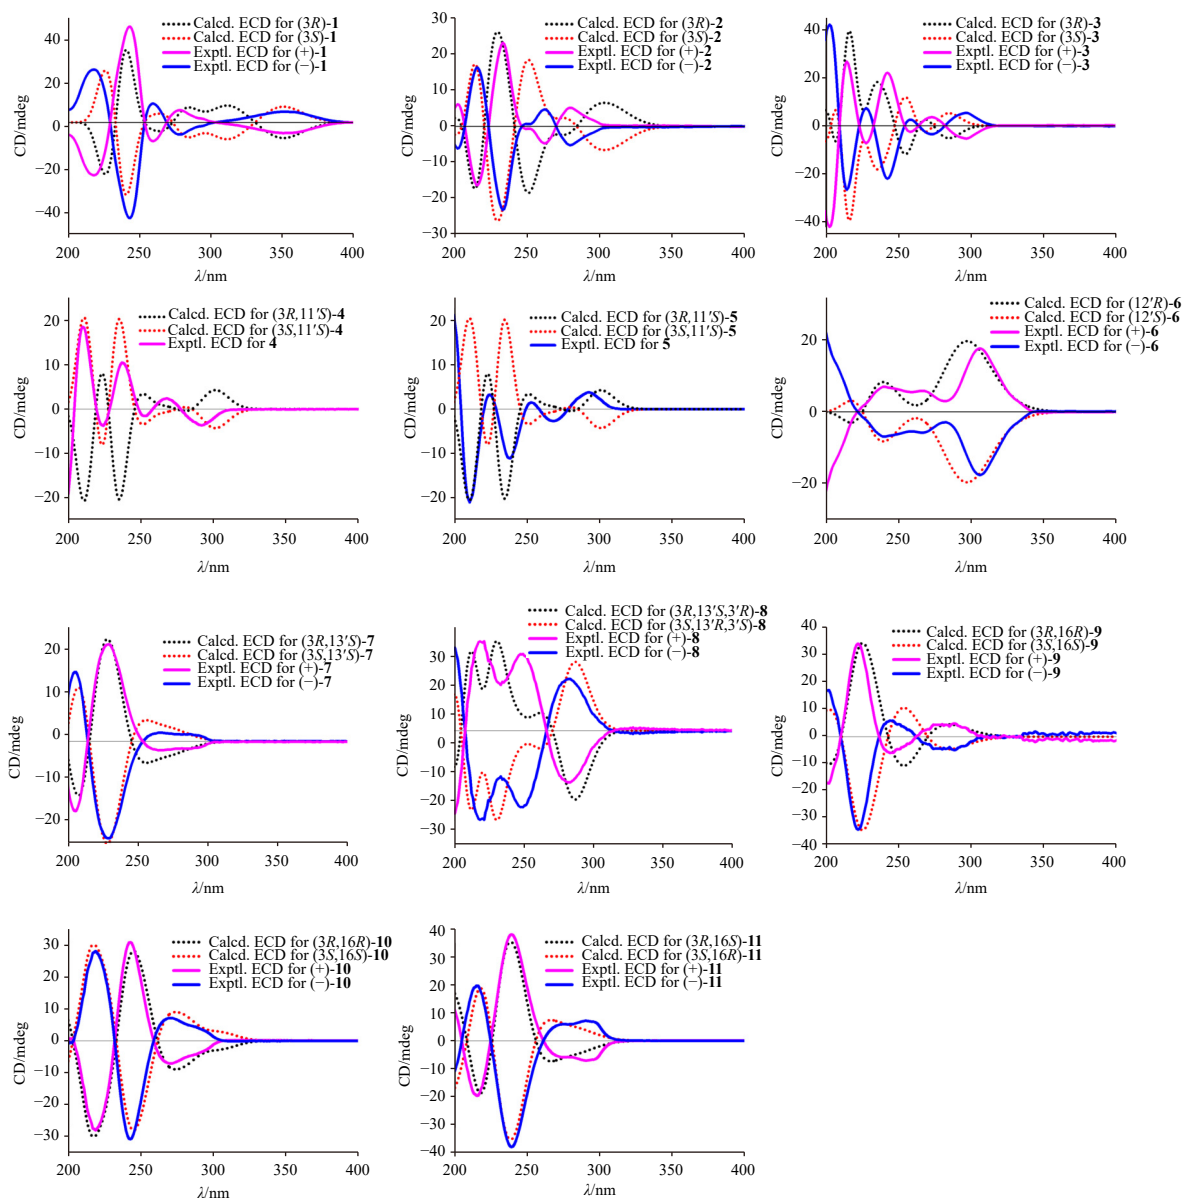 Calcd. ECD for (3R)-1
Calcd. ECD for (3S)-1
Exptl. ECD for (+)-1
Exptl. ECD for (−)-1
CD/mdeg
40
20
0
−20
−40
200 250 300 350 400
λ/nm
Calcd. ECD for (3R)-2
Calcd. ECD for (3S)-2
Exptl. ECD for (+)-2
Exptl. ECD for (−)-2
CD/mdeg
30
20
10
0
−10
−20
−30
200 250 300 350 400
λ/nm
Calcd. ECD for (3R)-3
Calcd. ECD for (3S)-3
Exptl. ECD for (+)-3
Exptl. ECD for (−)-3
CD/mdeg
40
20
0
−20
−40
200 250 300 350 400
λ/nm
Calcd. ECD for (3R,11′S)-4
Calcd. ECD for (3S,11′S)-4
Exptl. ECD for 4
CD/mdeg
20
10
0
−10
−20
200 250 300 350 400
λ/nm
Calcd. ECD for (3R,11′S)-5
Calcd. ECD for (3S,11′S)-5
Exptl. ECD for 5
CD/mdeg
20
10
0
−10
−20
200 250 300 350 400
λ/nm
Calcd. ECD for (12′R)-6
Calcd. ECD for (12′S)-6
Exptl. ECD for (+)-6
Exptl. ECD for (−)-6
CD/mdeg
20
0
−20
200 250 300 350 400
λ/nm
Calcd. ECD for (3R,13′S)-7
Calcd. ECD for (3S,13′S)-7
Exptl. ECD for (+)-7
Exptl. ECD for (−)-7
CD/mdeg
20
10
0
−10
−20
200 250 300 350 400
λ/nm
Calcd. ECD for (3R,13′S,3′R)-8
Calcd. ECD for (3S,13′R,3′S)-8
Exptl. ECD for (+)-8
Exptl. ECD for (−)-8
CD/mdeg
30
20
10
0
−10
−20
−30
200 250 300 350 400
λ/nm
Calcd. ECD for (3R,16R)-9
Calcd. ECD for (3S,16S)-9
Exptl. ECD for (+)-9
Exptl. ECD for (−)-9
CD/mdeg
40
30
20
10
0
−10
−20
−30
−40
200 250 300 350 400
λ/nm
Calcd. ECD for (3R,16R)-10
Calcd. ECD for (3S,16S)-10
Exptl. ECD for (+)-10
Exptl. ECD for (−)-10
CD/mdeg
30
20
10
0
−10
−20
−30
200 250 300 350 400
λ/nm
Calcd. ECD for (3R,16S)-11
Calcd. ECD for (3S,16R)-11
Exptl. ECD for (+)-11
Exptl. ECD for (−)-11
CD/mdeg
40
30
20
10
0
−10
−20
−30
−40
200 250 300 350 400
λ/nm